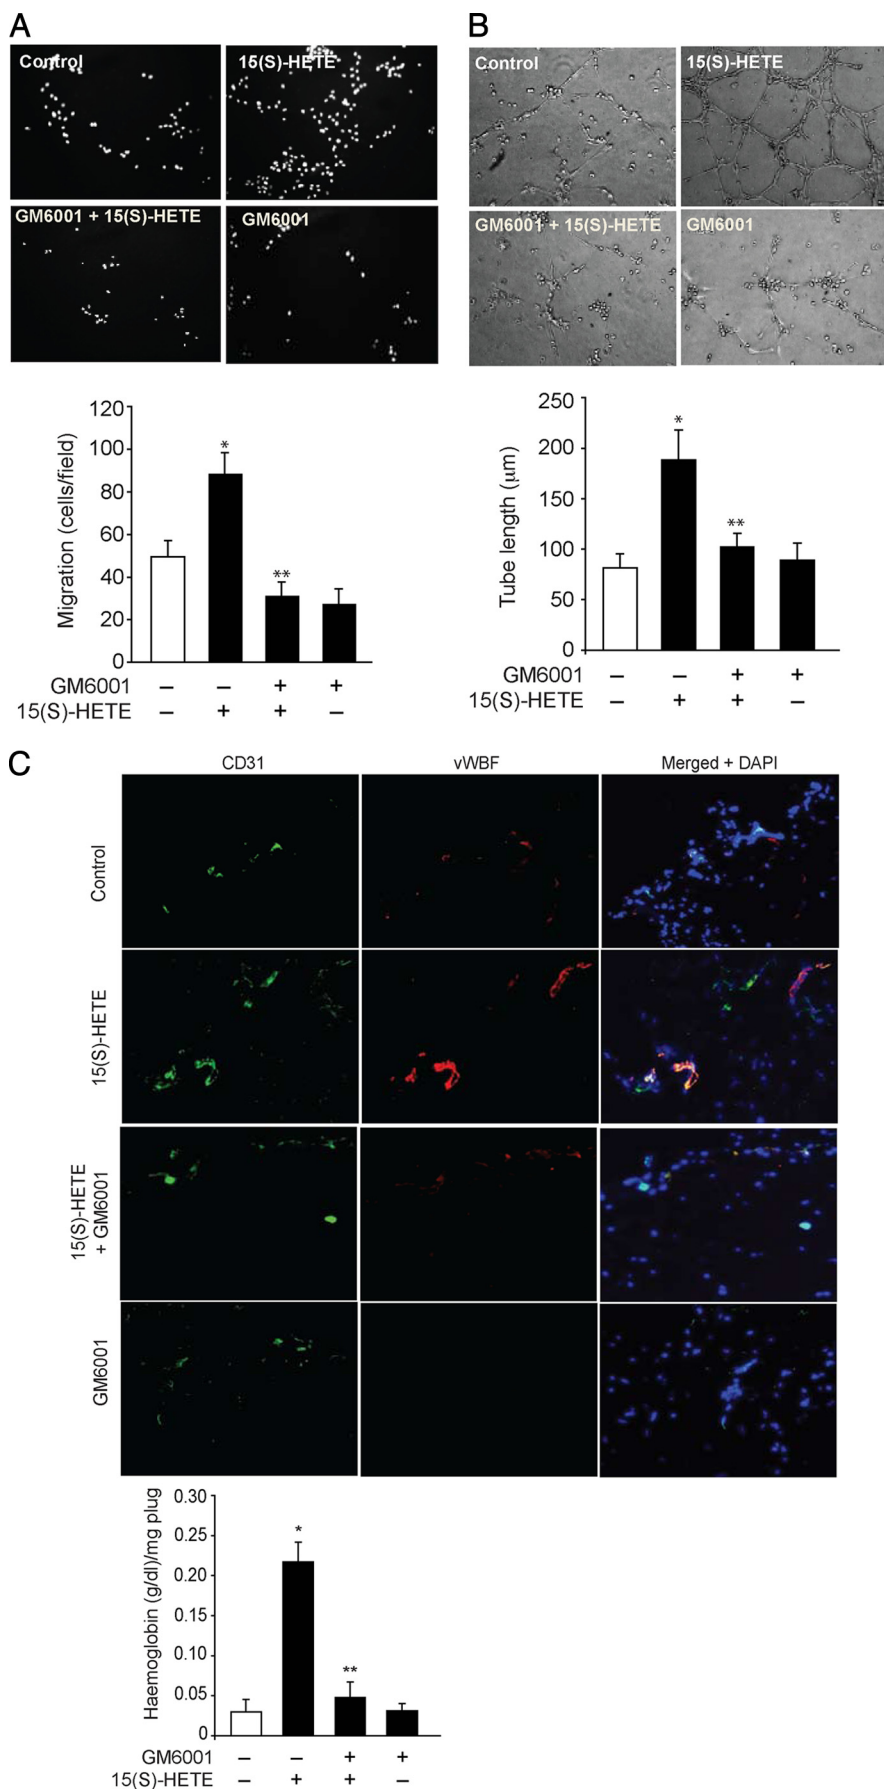 A
Control
15(S)-HETE
GM6001 + 15(S)-HETE
GM6001
Migration (cells/field)
120
100
80
60
40
20
0
GM6001 – – + +
15(S)-HETE – + + –
*
**
B
Control
15(S)-HETE
GM6001 + 15(S)-HETE
GM6001
Tube length (μm)
250
200
150
100
50
0
*
**
GM6001 – – + +
15(S)-HETE – + + –
C
CD31 vWBF Merged + DAPI
Control
15(S)-HETE
15(S)-HETE
+ GM6001
GM6001
Haemoglobin (g/dl)/mg plug
0.30
0.25
0.20
0.15
0.10
0.05
0
*
**
GM6001 – – + +
15(S)-HETE – + + –